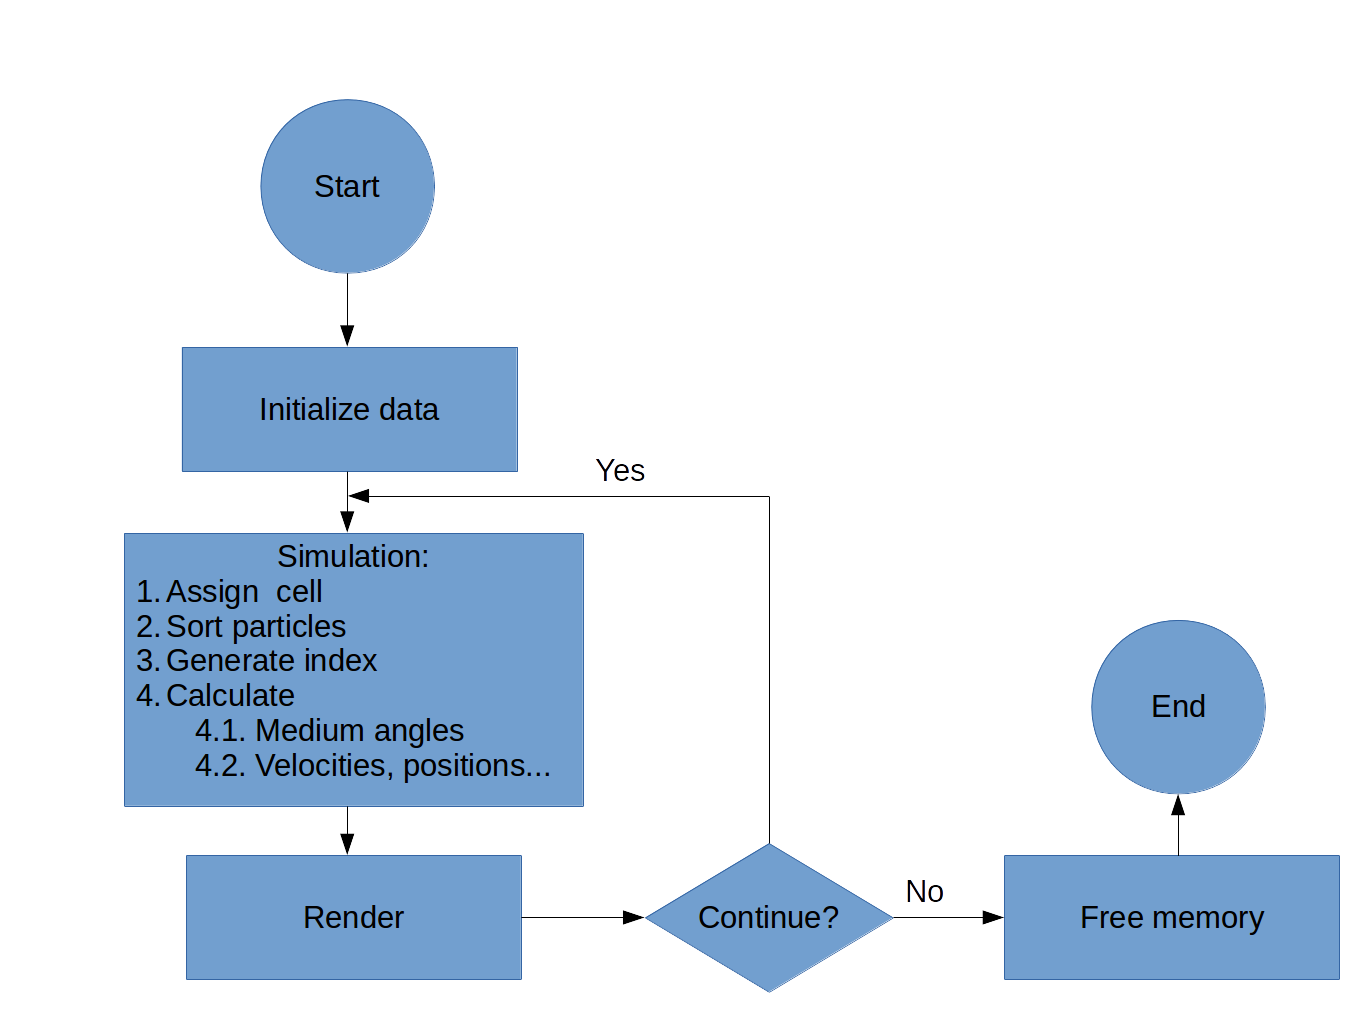 Start
Initialize data
Yes
Simulation:
1. Assign  cell
2. Sort particles
3. Generate index
4. Calculate
4.1. Medium angles
4.2. Velocities, positions...
Render
Continue?
No
Free memory
End